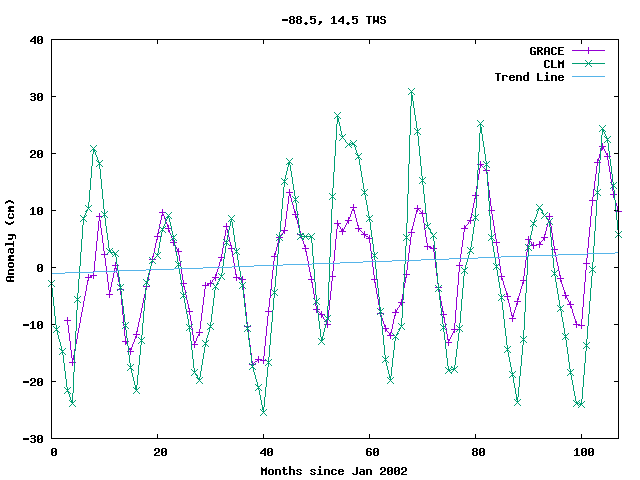 -88.5, 14.5 TWS
GRACE
CLM
Trend Line
40
30
20
10
0
-10
-20
-30
Anomaly (cm)
0 20 40 60 80 100
Months since Jan 2002